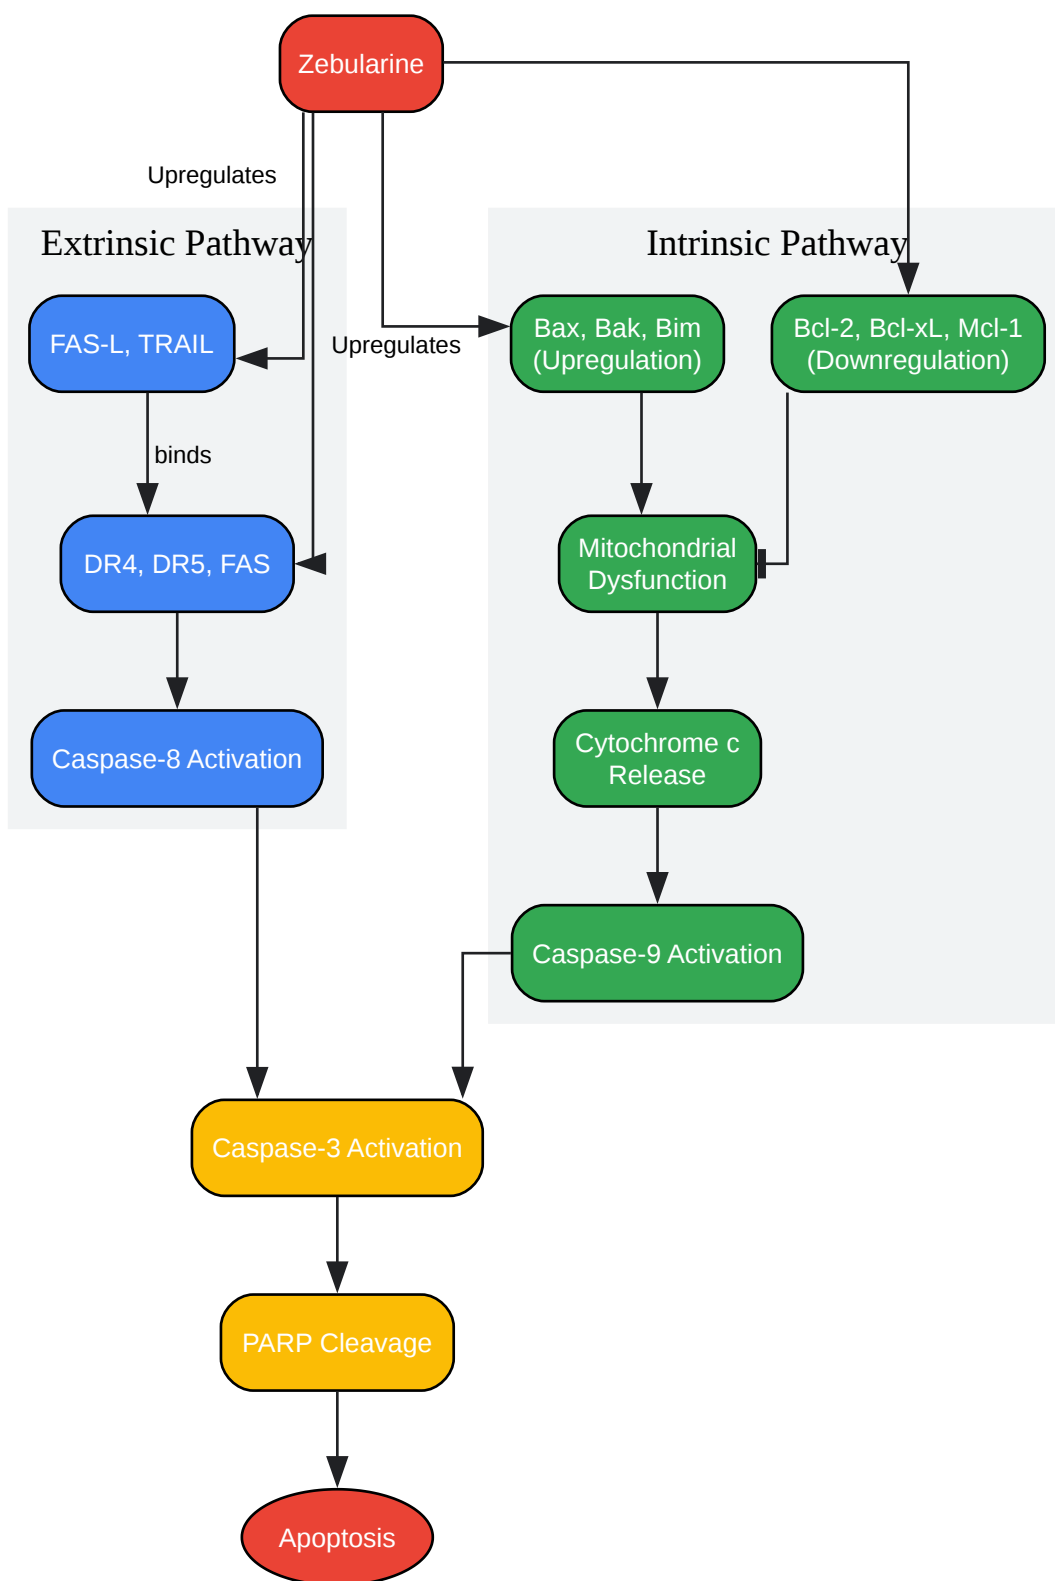 Zebularine
Upregulates
Extrinsic Pathway
Intrinsic Pathway
FAS-L, TRAIL
Upregulates
Bax, Bak, Bim
(Upregulation)
Bcl-2, Bcl-xL, Mcl-1
(Downregulation)
binds
DR4, DR5, FAS
Mitochondrial
Dysfunction
Caspase-8 Activation
Cytochrome c
Release
Caspase-9 Activation
Caspase-3 Activation
PARP Cleavage
Apoptosis